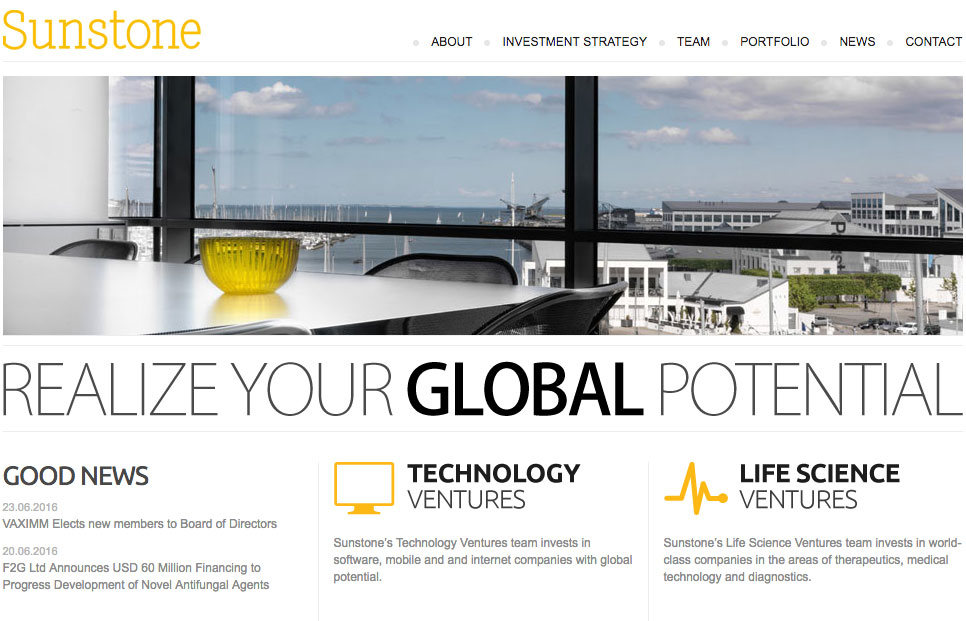 Sunstone
ABOUT INVESTMENT STRATEGY TEAM PORTFOLIO NEWS CONTACT
REALIZE YOUR GLOBAL POTENTIAL
GOOD NEWS
23.06.2016
VAXIMM Elects new members to Board of Directors
20.06.2016
F2G Ltd Announces USD 60 Million Financing to
Progress Development of Novel Antifungal Agents
TECHNOLOGY
VENTURES
Sunstone's Technology Ventures team invests in
software, mobile and and internet companies with global
potential.
LIFE SCIENCE
VENTURES
Sunstone's Life Science Ventures team invests in world-
class companies in the areas of therapeutics, medical
technology and diagnostics.